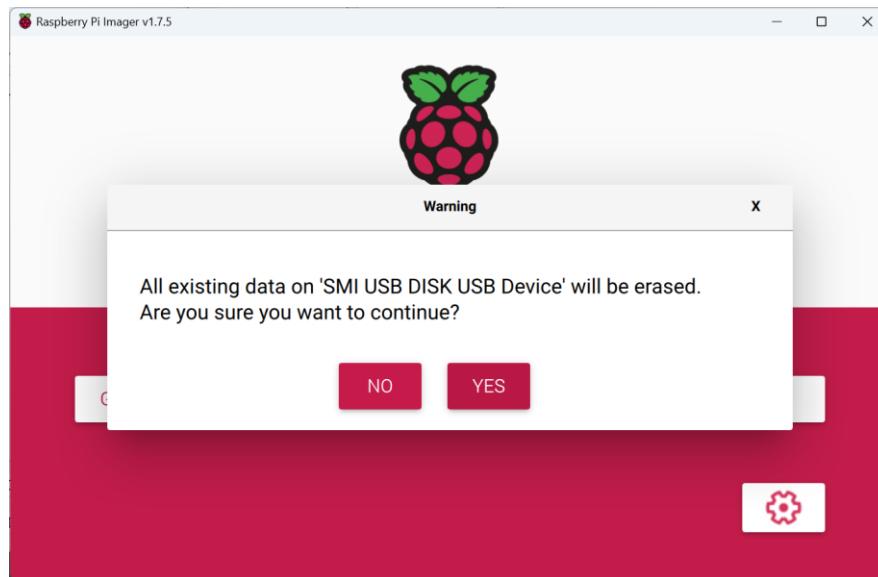 Raspberry Pi Imager v1.7.5
Warning
X
All existing data on 'SMI USB DISK USB Device' will be erased.
Are you sure you want to continue?
NO
YES